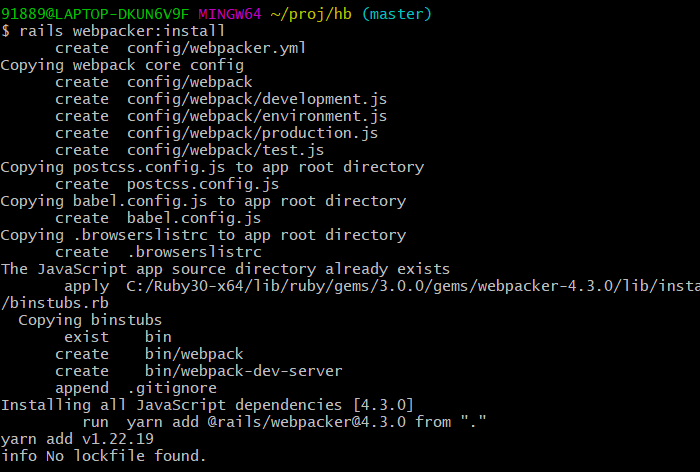 91889@LAPTOP-DKUN6V9F MINGW64 ~/proj/hb (master)
$ rails webpacker:install
create config/webpacker.yml
Copying webpack core config
create config/webpack
create config/webpack/development.js
create config/webpack/environment.js
create config/webpack/production.js
create config/webpack/test.js
Copying postcss.config.js to app root directory
create postcss.config.js
Copying babel.config.js to app root directory
create babel.config.js
Copying .browserslistrc to app root directory
create .browserslistrc
The JavaScript app source directory already exists
apply C:/Ruby30-x64/lib/ruby/gems/3.0.0/gems/webpacker-4.3.0/lib/insta
/binstubs.rb
Copying binstubs
exist bin
create bin/webpack
create bin/webpack-dev-server
append .gitignore
Installing all JavaScript dependencies [4.3.0]
run yarn add @rails/webpacker@4.3.0 from "."
yarn add v1.22.19
info No lockfile found.